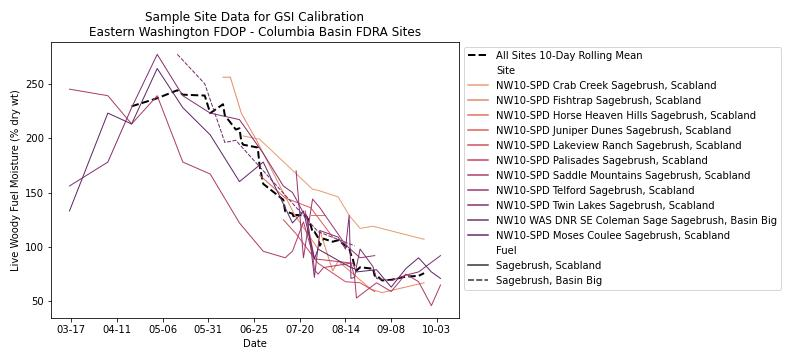 Sample Site Data for GSI Calibration
Eastern Washington FDOP - Columbia Basin FDRA Sites
Live Woody Fuel Moisture (% dry wt)
250
200
150
100
50
03-17 04-11 05-06 05-31 06-25 07-20 08-14 09-08 10-03
Date
All Sites 10-Day Rolling Mean
Site
NW10-SPD Crab Creek Sagebrush, Scabland
NW10-SPD Fishtrap Sagebrush, Scabland
NW10-SPD Horse Heaven Hills Sagebrush, Scabland
NW10-SPD Juniper Dunes Sagebrush, Scabland
NW10-SPD Lakeview Ranch Sagebrush, Scabland
NW10-SPD Palisades Sagebrush, Scabland
NW10-SPD Saddle Mountains Sagebrush, Scabland
NW10-SPD Telford Sagebrush, Scabland
NW10-SPD Twin Lakes Sagebrush, Scabland
NW10 WAS DNR SE Coleman Sage Sagebrush, Basin Big
NW10-SPD Moses Coulee Sagebrush, Scabland
Fuel
Sagebrush, Scabland
Sagebrush, Basin Big